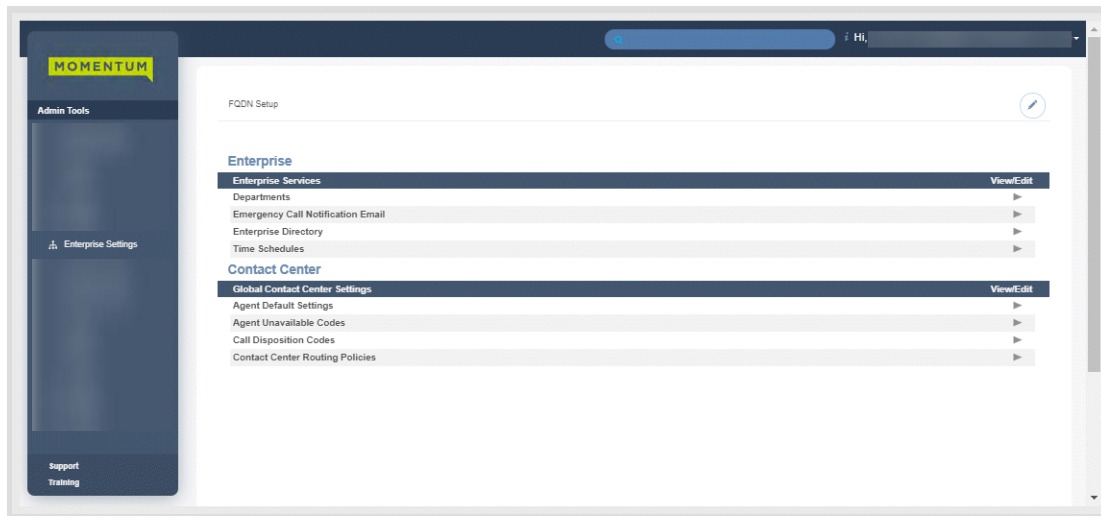 Hi,
MOMENTUM
Admin Tools
Enterprise Settings
Support
Training
FQDN Setup
Enterprise
Enterprise Services View/Edit
Departments
Emergency Call Notification Email
Enterprise Directory
Time Schedules
Contact Center
Global Contact Center Settings View/Edit
Agent Default Settings
Agent Unavailable Codes
Call Disposition Codes
Contact Center Routing Policies